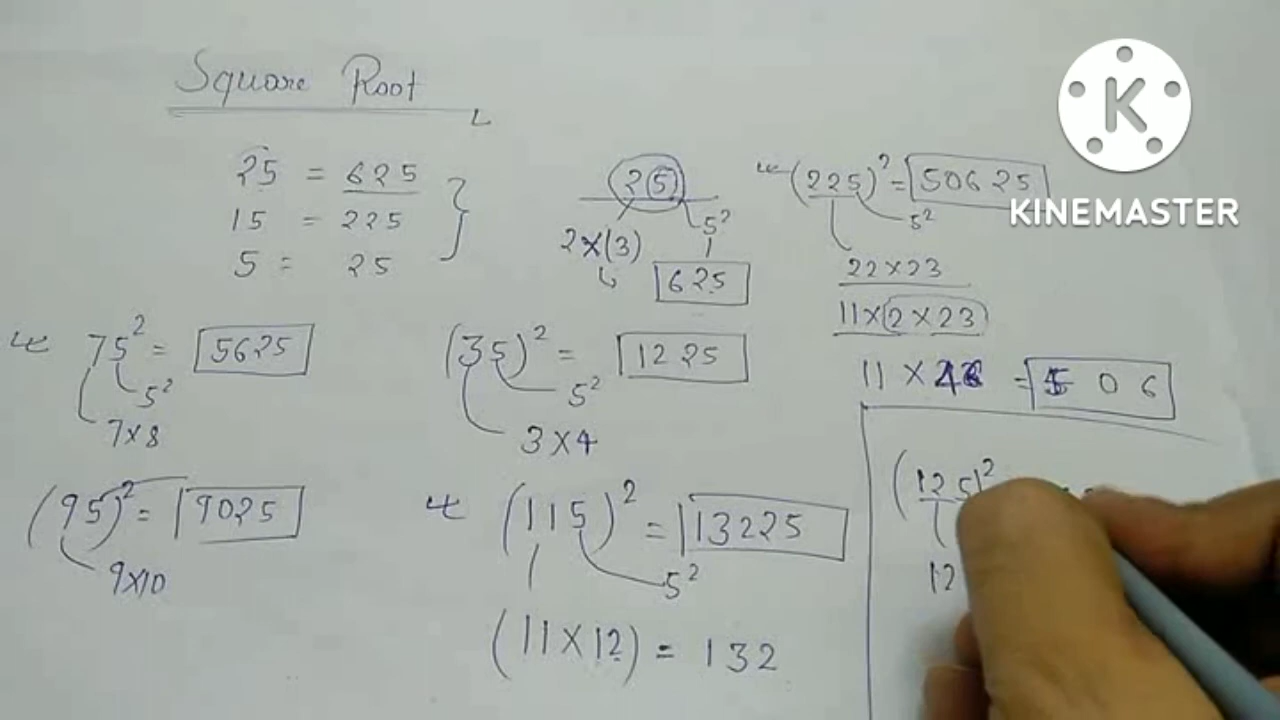 Square Root
25 = 625
15 = 225
5 = 25
25
2×(3)
5²
625
(225)² = 50625
5²
22×23
11×2×23
11 × 46 = 506
KINEMASTER
75² = 5625
5²
7×8
(35)² = 1225
5²
3×4
(95)² = 9025
9×10
(115)² = 13225
5²
(11×12) = 132
(125)²
12